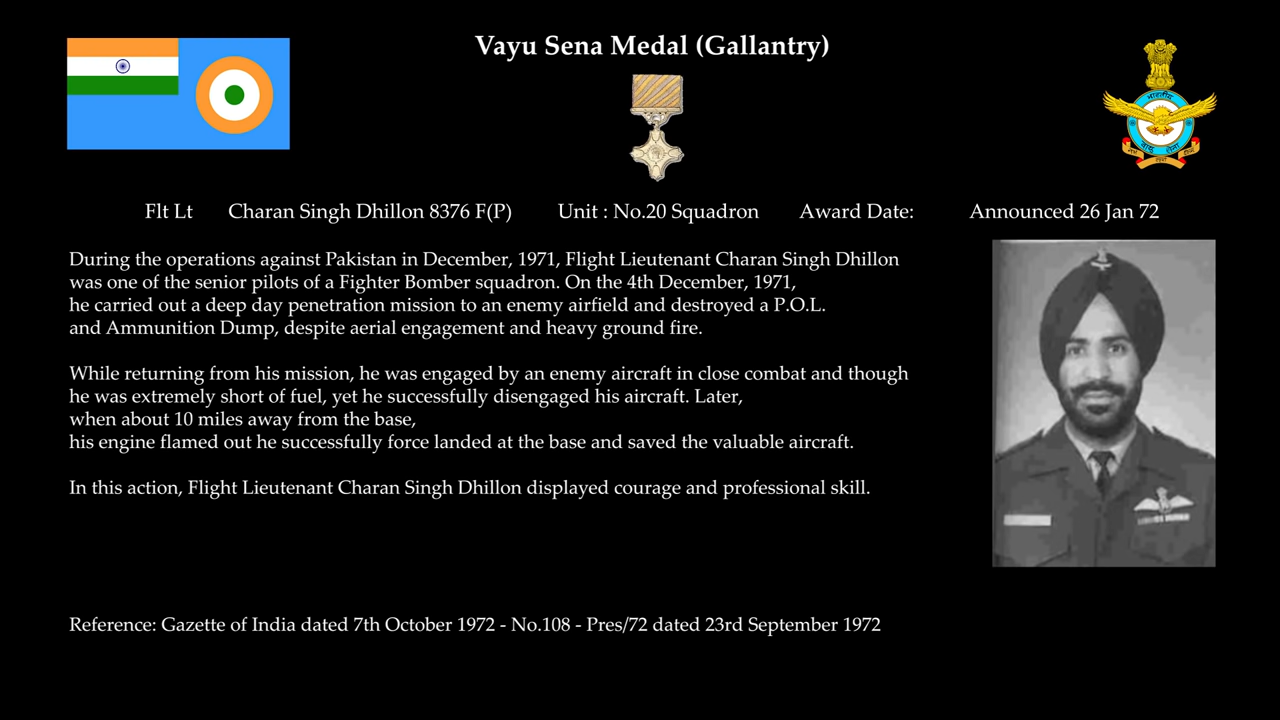 Vayu Sena Medal (Gallantry)
Flt Lt Charan Singh Dhillon 8376 F(P) Unit : No.20 Squadron Award Date: Announced 26 Jan 72
During the operations against Pakistan in December, 1971, Flight Lieutenant Charan Singh Dhillon
was one of the senior pilots of a Fighter Bomber squadron. On the 4th December, 1971,
he carried out a deep day penetration mission to an enemy airfield and destroyed a P.O.L.
and Ammunition Dump, despite aerial engagement and heavy ground fire.
While returning from his mission, he was engaged by an enemy aircraft in close combat and though
he was extremely short of fuel, yet he successfully disengaged his aircraft. Later,
when about 10 miles away from the base,
his engine flamed out he successfully force landed at the base and saved the valuable aircraft.
In this action, Flight Lieutenant Charan Singh Dhillon displayed courage and professional skill.
Reference: Gazette of India dated 7th October 1972 - No.108 - Pres/72 dated 23rd September 1972